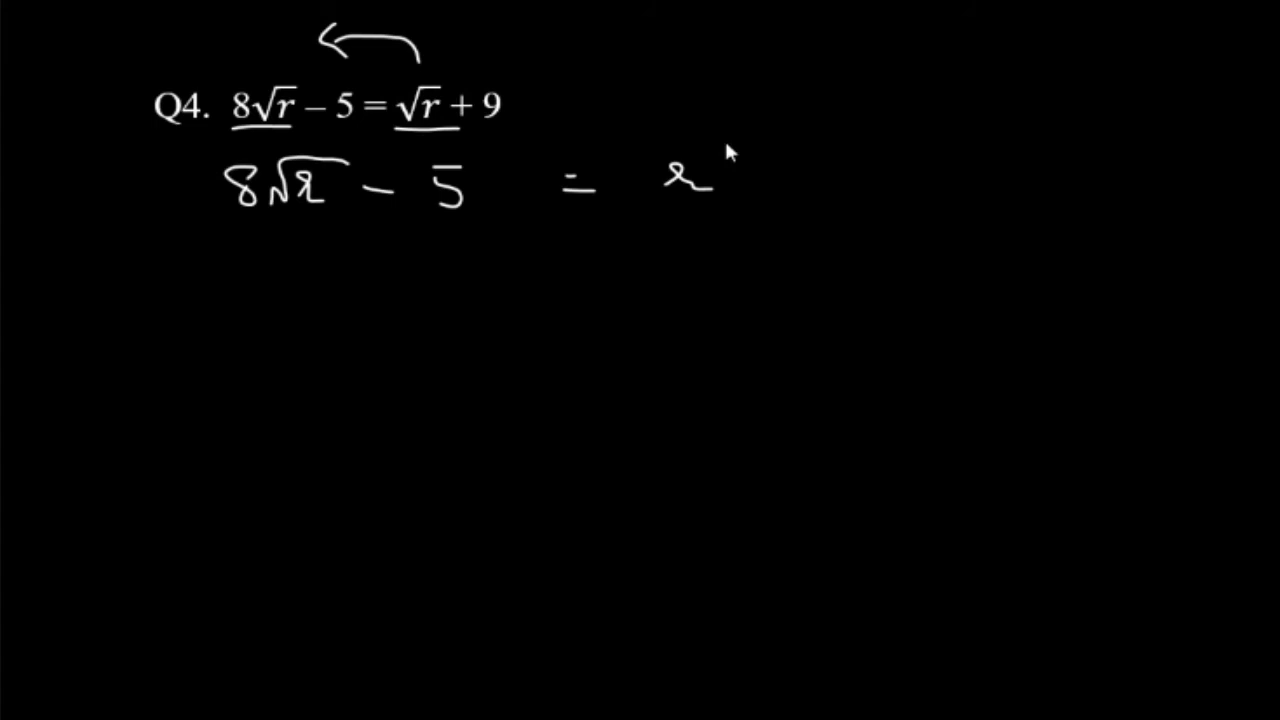 Q4. 8√r – 5 = √r + 9
8√r – 5 = r